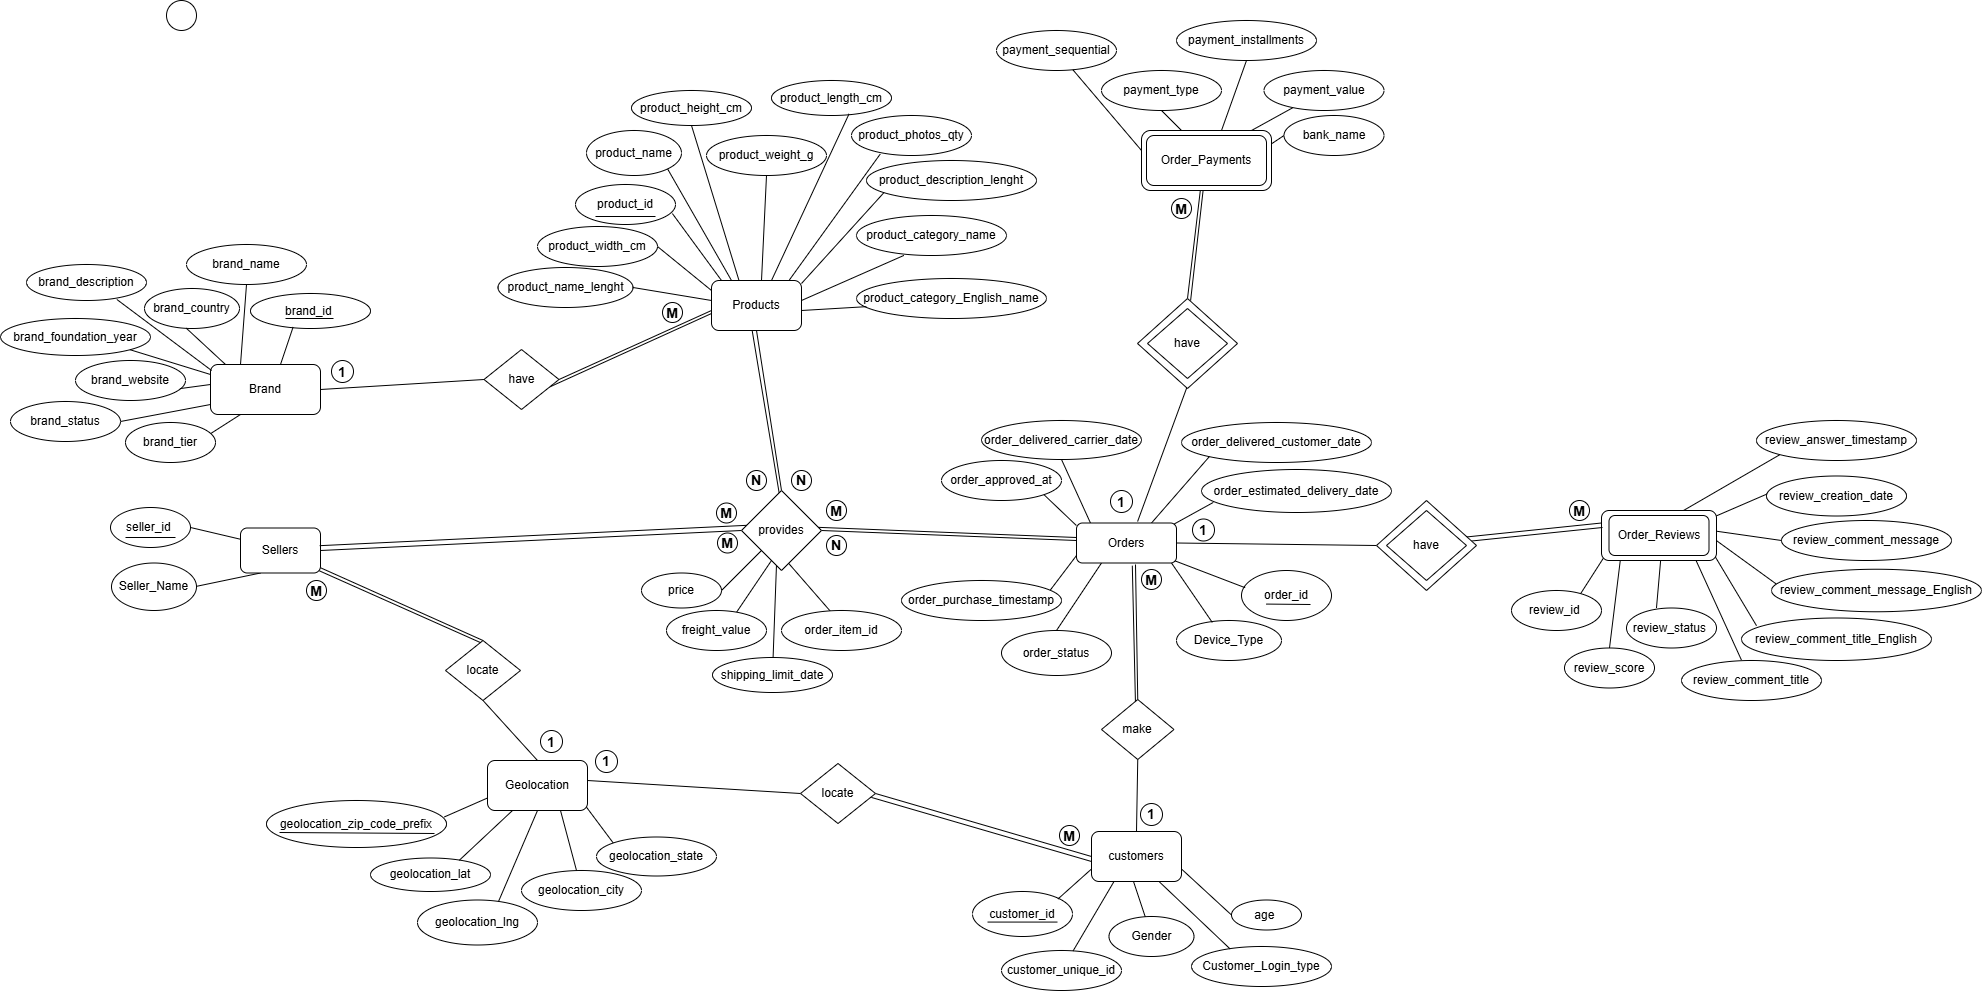 payment_sequential
payment_installments
payment_type
payment_value
bank_name
Order_Payments
M
have
product_height_cm
product_length_cm
product_name
product_weight_g
product_photos_qty
product_description_lenght
product_id
product_category_name
product_width_cm
product_name_lenght
product_category_English_name
Products
M
brand_name
brand_description
brand_country
brand_id
brand_foundation_year
brand_website
Brand
1
have
brand_status
brand_tier
N
N
M
M
M
N
provides
seller_id
Sellers
Seller_Name
M
price
freight_value
order_item_id
shipping_limit_date
order_delivered_carrier_date
order_delivered_customer_date
order_approved_at
order_estimated_delivery_date
1
1
Orders
M
order_purchase_timestamp
order_id
order_status
Device_Type
have
M
review_answer_timestamp
review_creation_date
Order_Reviews
review_comment_message
review_comment_message_English
review_id
review_status
review_comment_title_English
review_score
review_comment_title
locate
make
1
1
Geolocation
locate
1
M
customers
geolocation_zip_code_prefix
geolocation_state
geolocation_lat
geolocation_city
geolocation_lng
customer_id
age
Gender
customer_unique_id
Customer_Login_type